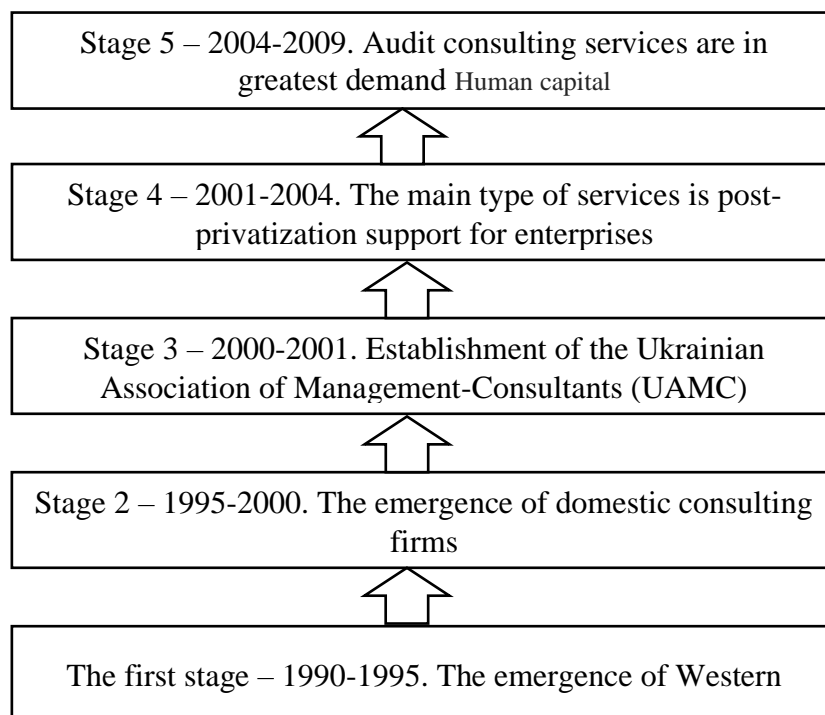 Stage 5 – 2004-2009. Audit consulting services are in
greatest demand Human capital
Stage 4 – 2001-2004. The main type of services is post-
privatization support for enterprises
Stage 3 – 2000-2001. Establishment of the Ukrainian
Association of Management-Consultants (UAMC)
Stage 2 – 1995-2000. The emergence of domestic consulting
firms
The first stage – 1990-1995. The emergence of Western